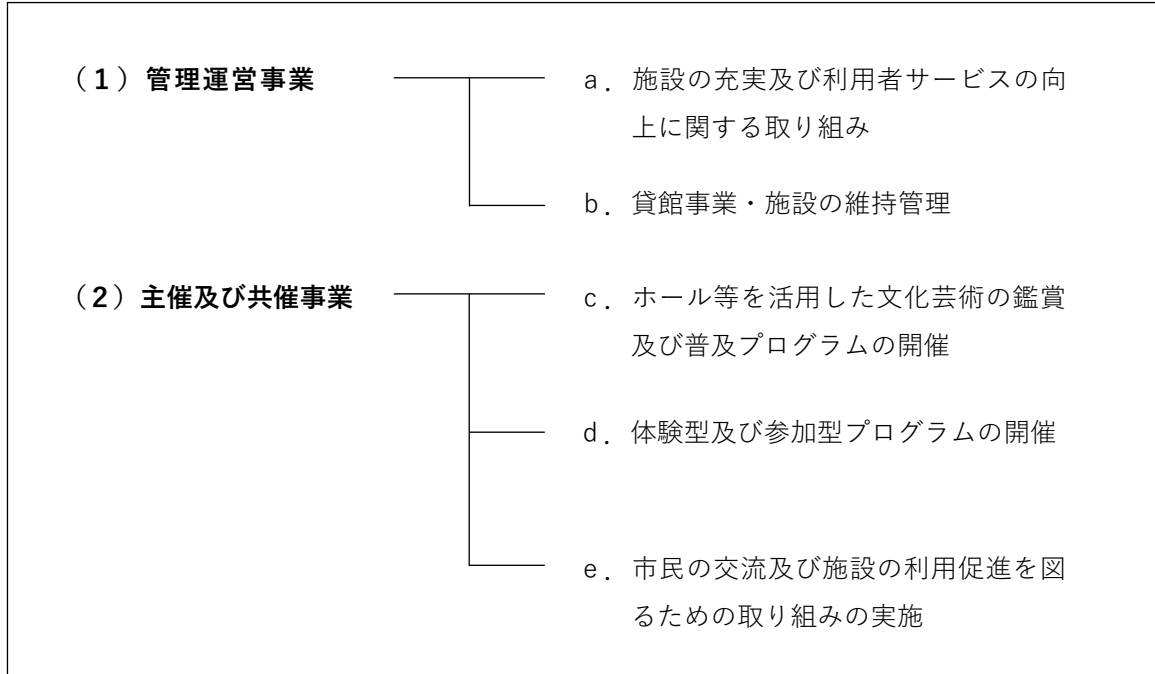 （1）管理運営事業
a．施設の充実及び利用者サービスの向
上に関する取り組み
b．貸館事業・施設の維持管理
（2）主催及び共催事業
c．ホール等を活用した文化芸術の鑑賞
及び普及プログラムの開催
d．体験型及び参加型プログラムの開催
e．市民の交流及び施設の利用促進を図
るための取り組みの実施